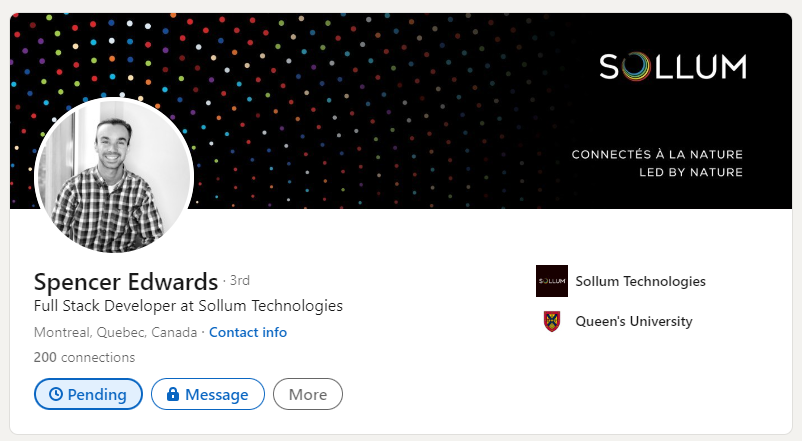 SOLLUM
CONNECTÉS À LA NATURE
LED BY NATURE
Spencer Edwards · 3rd
Full Stack Developer at Sollum Technologies
Montreal, Quebec, Canada · Contact info
200 connections
Pending
Message
More
SOLLUM
Sollum Technologies
Queen's University